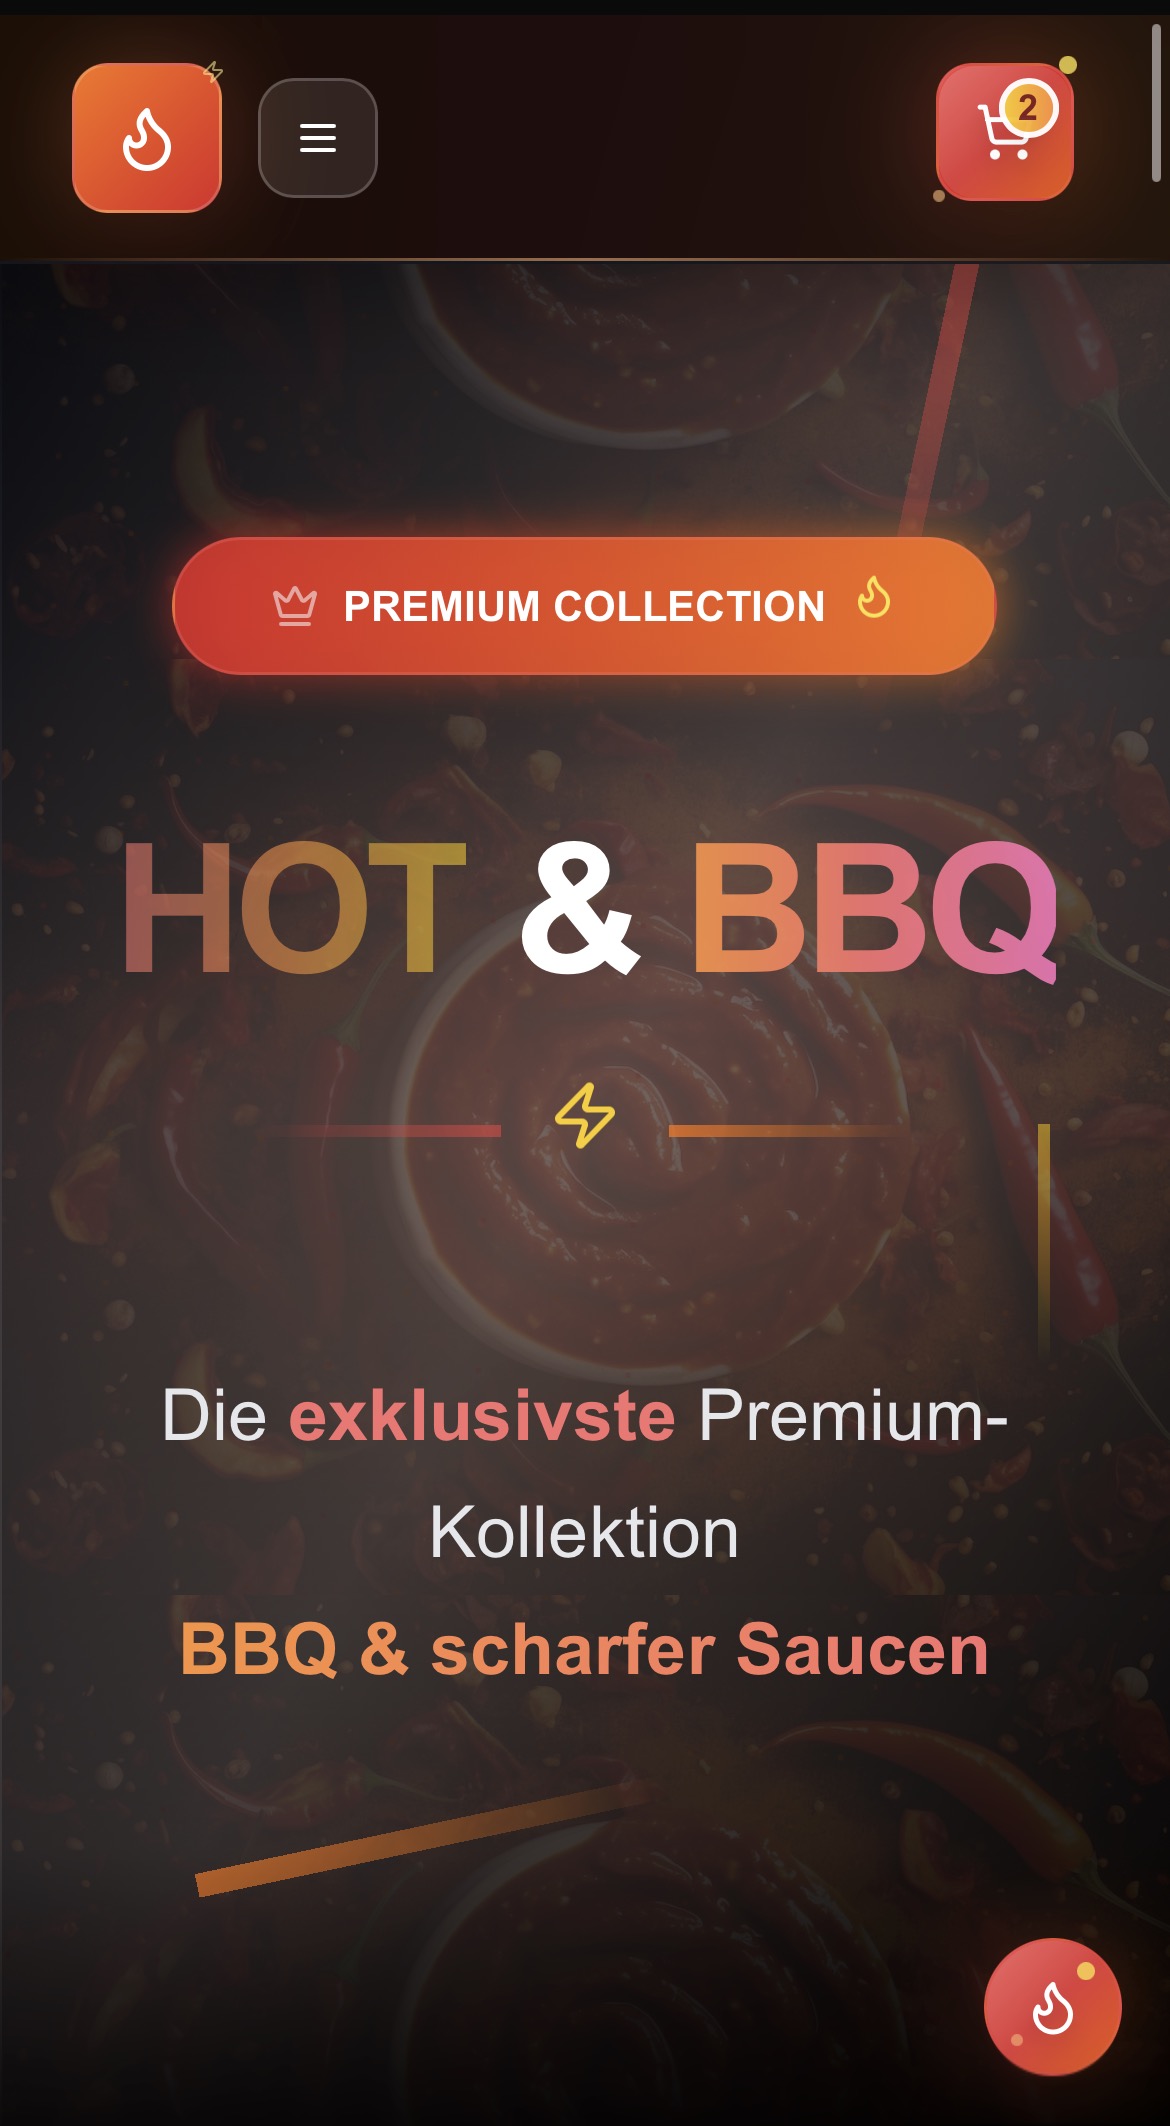 2
PREMIUM COLLECTION
HOT & BBQ
Die exklusivste Premium-
Kollektion
BBQ & scharfer Saucen